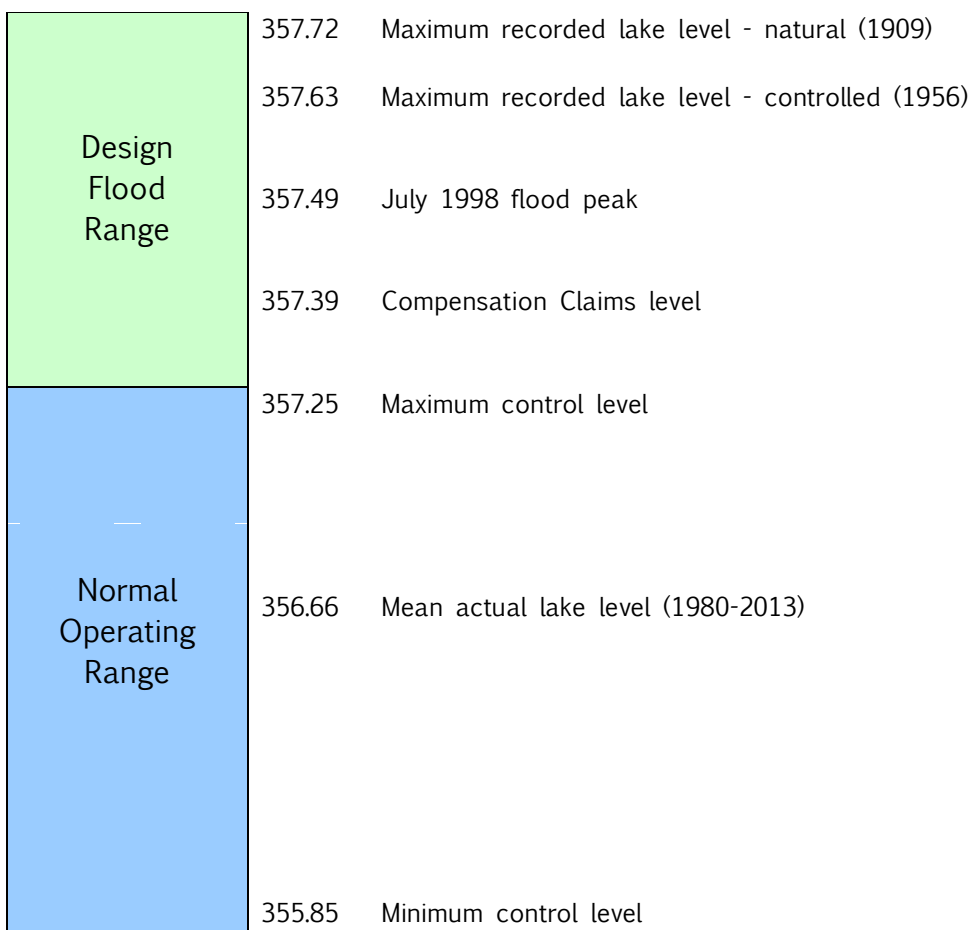 357.72 Maximum recorded lake level - natural (1909)
357.63 Maximum recorded lake level - controlled (1956)
Design
Flood
Range
357.49 July 1998 flood peak
357.39 Compensation Claims level
357.25 Maximum control level
Normal
Operating
Range
356.66 Mean actual lake level (1980-2013)
355.85 Minimum control level